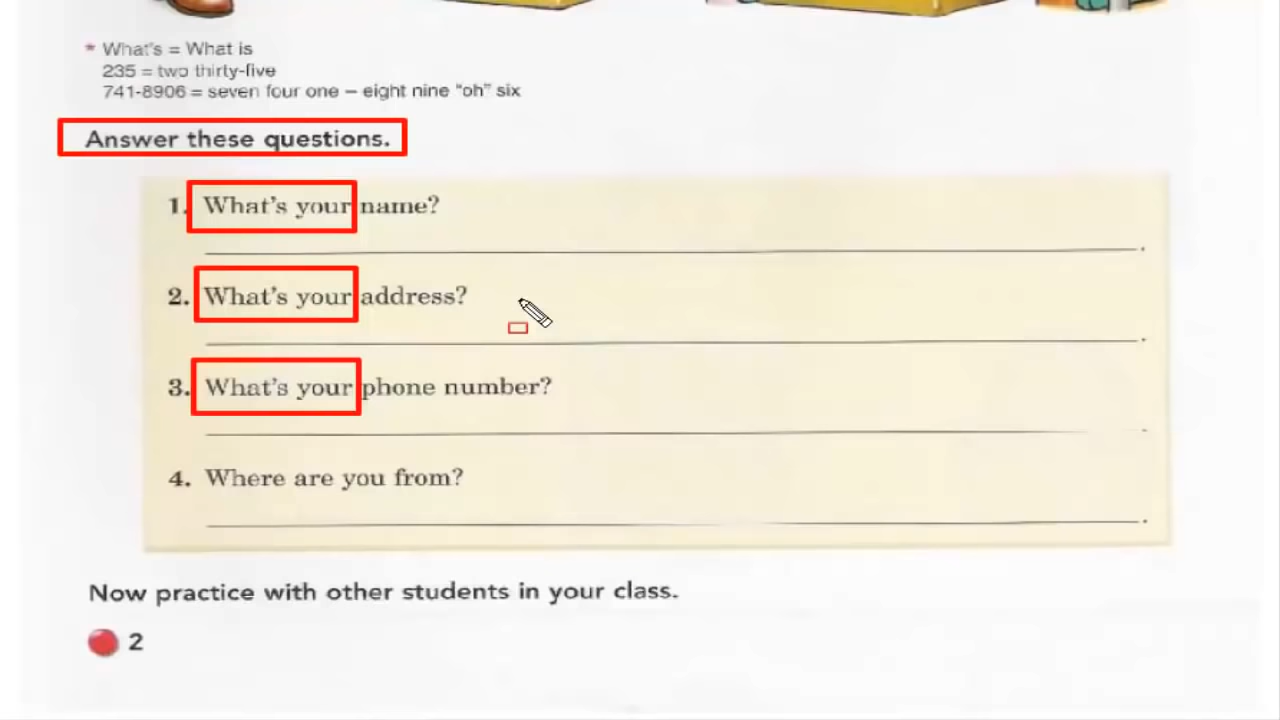 * What's = What is
235 = two thirty-five
741-8906 = seven four one – eight nine "oh" six
Answer these questions.
1. What's your name?
2. What's your address?
3. What's your phone number?
4. Where are you from?
Now practice with other students in your class.
2